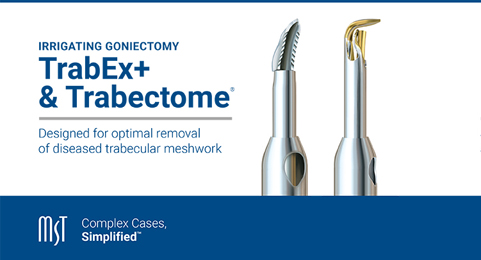 IRRIGATING GONIECTOMY
TrabEx+
& Trabectome®
Designed for optimal removal
of diseased trabecular meshwork
MST
Complex Cases,
Simplified™